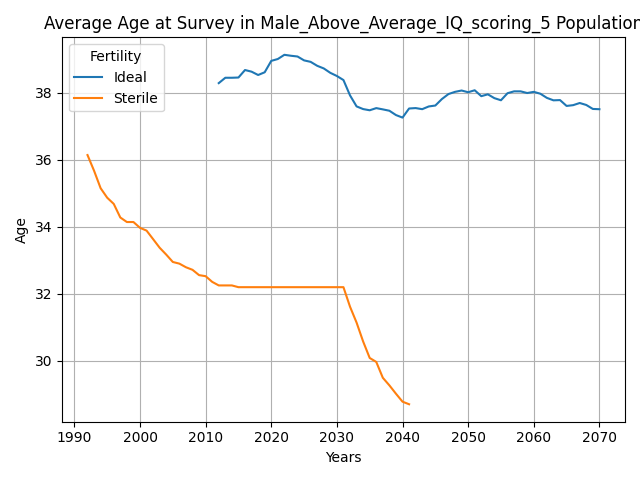 Average Age at Survey in Male_Above_Average_IQ_scoring_5 Population
Fertility
Ideal
Sterile
38
36
34
32
30
Age
1990 2000 2010 2020 2030 2040 2050 2060 2070
Years